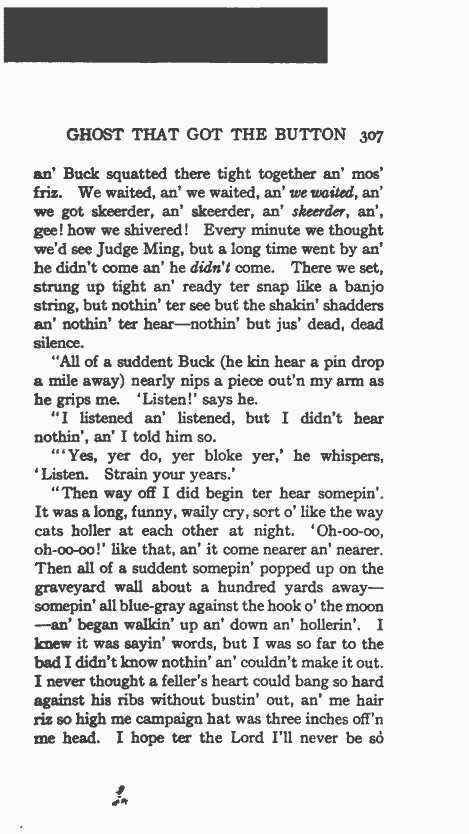 GHOST THAT GOT THE BUTTON 307
an' Buck squatted there tight together an' mos'
friz. We waited, an' we waited, an' we waited, an'
we got skeerder, an' skeerder, an' skeerder, an',
gee! how we shivered! Every minute we thought
we'd see Judge Ming, but a long time went by an'
he didn't come an' he didn't come. There we set,
strung up tight an' ready ter snap like a banjo
string, but nothin' ter see but the shakin' shadders
an' nothin' ter hear—nothin' but jus' dead, dead
silence.
"All of a suddent Buck (he kin hear a pin drop
a mile away) nearly nips a piece out'n my arm as
he grips me. 'Listen!' says he.
"I listened an' listened, but I didn't hear
nothin', an' I told him so.
"'Yes, yer do, yer bloke yer,' he whispers,
'Listen. Strain your years.'
"Then way off I did begin ter hear somepin'.
It was a long, funny, waily cry, sort o' like the way
cats holler at each other at night. 'Oh-oo-oo,
oh-oo-oo!' like that, an' it come nearer an' nearer.
Then all of a suddent somepin' popped up on the
graveyard wall about a hundred yards away—
somepin' all blue-gray against the hook o' the moon
—an' began walkin' up an' down an' hollerin'. I
knew it was sayin' words, but I was so far to the
bad I didn't know nothin' an' couldn't make it out.
I never thought a feller's heart could bang so hard
against his ribs without bustin' out, an' me hair
riz so high me campaign hat was three inches off'n
me head. I hope ter the Lord I'll never be so